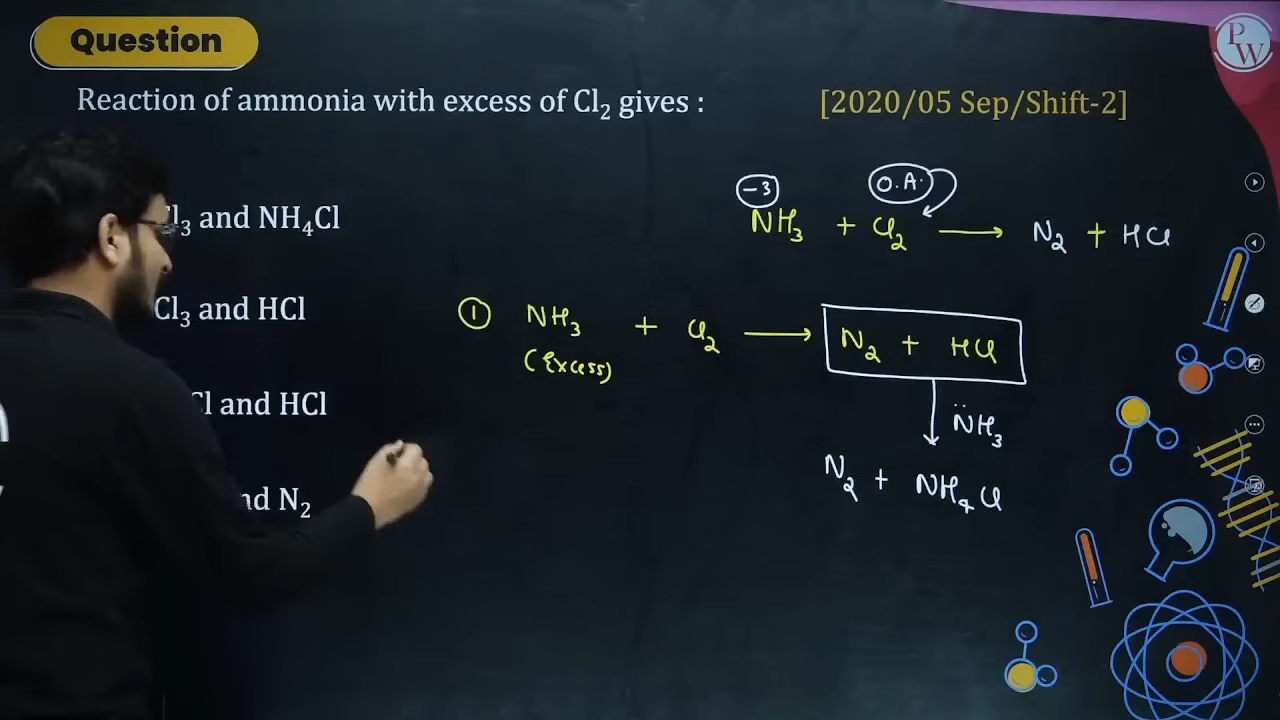 Question
PW
Reaction of ammonia with excess of Cl₂ gives : [2020/05 Sep/Shift-2]
-3 O.A.
NH₃ + Cl₂ → N₂ + HCl
l₃ and NH₄Cl
Cl₃ and HCl
① NH₃ + Cl₂ → N₂ + HCl
(Excess)
Cl and HCl
N̈H₃
N₂ + NH₄Cl
nd N₂